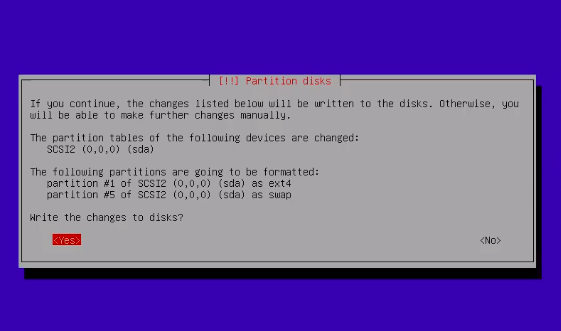 [!!] Partition disks
If you continue, the changes listed below will be written to the disks. Otherwise, you
will be able to make further changes manually.
The partition tables of the following devices are changed:
SCSI2 (0,0,0) (sda)
The following partitions are going to be formatted:
partition #1 of SCSI2 (0,0,0) (sda) as ext4
partition #5 of SCSI2 (0,0,0) (sda) as swap
Write the changes to disks?
<Yes> <No>